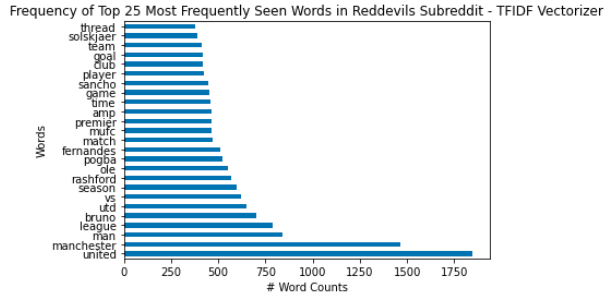 Frequency of Top 25 Most Frequently Seen Words in Reddevils Subreddit - TFIDF Vectorizer
thread
solskjaer
team
goal
club
player
sancho
game
time
amp
premier
mufc
match
fernandes
pogba
ole
rashford
season
vs
utd
bruno
league
man
manchester
united
Words
0 250 500 750 1000 1250 1500 1750
# Word Counts